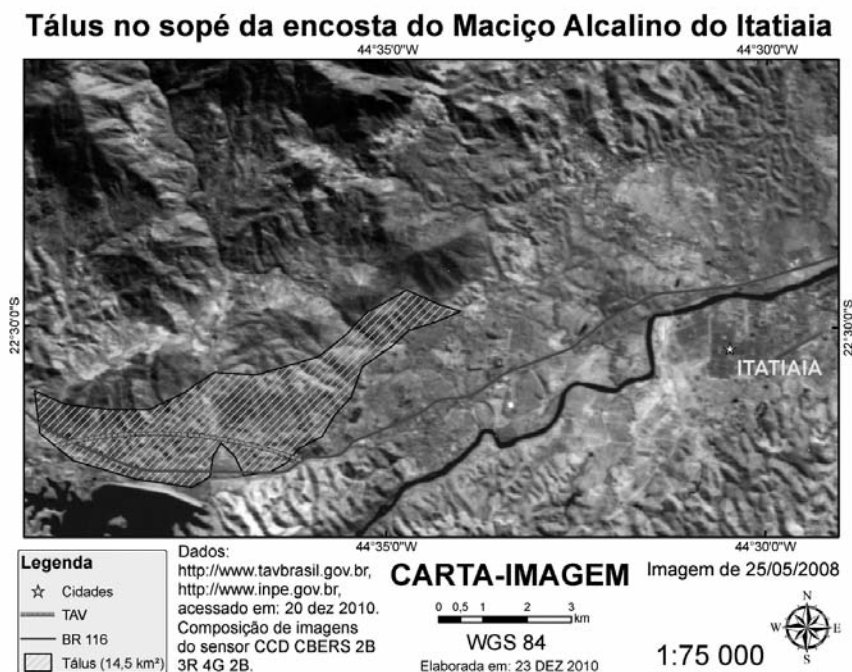 Tálus no sopé da encosta do Maciço Alcalino do Itatiaia
44°35'0"W
44°30'0"W
22°30'0"S
22°30'0"S
ITATIAIA
44°35'0"W
44°30'0"W
Legenda
Cidades
TAV
BR 116
Tálus (14,5 km²)
Dados:
http://www.tavbrasil.gov.br,
http://www.inpe.gov.br,
acessado em: 20 dez 2010.
Composição de imagens
do sensor CCD CBERS 2B
3R 4G 2B.
CARTA-IMAGEM
0 0,5 1 2 3
km
WGS 84
Elaborada em: 23 DEZ 2010
Imagem de 25/05/2008
1:75 000
N
W E
S